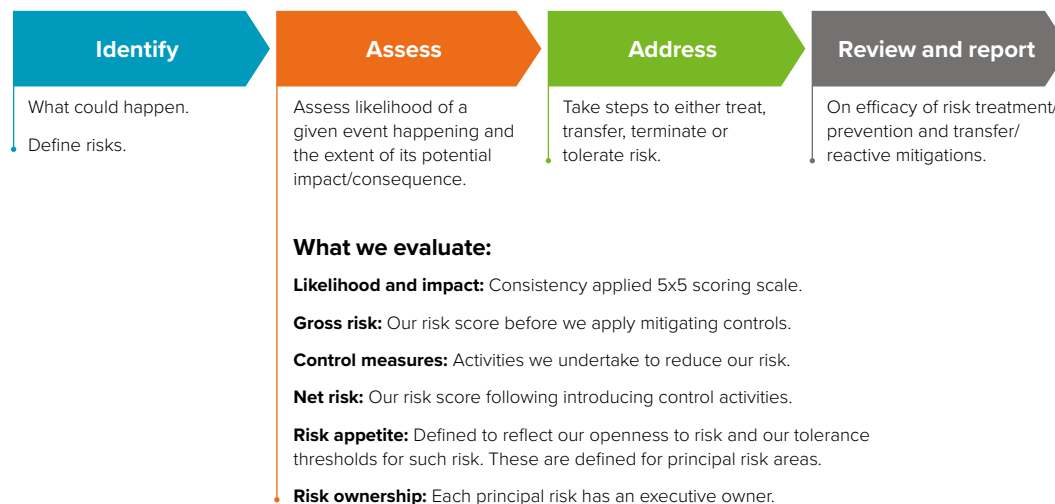 Identify
What could happen.
Define risks.
Assess
Assess likelihood of a
given event happening and
the extent of its potential
impact/consequence.
What we evaluate:
Likelihood and impact: Consistency applied 5x5 scoring scale.
Gross risk: Our risk score before we apply mitigating controls.
Control measures: Activities we undertake to reduce our risk.
Net risk: Our risk score following introducing control activities.
Risk appetite: Defined to reflect our openness to risk and our tolerance
thresholds for such risk. These are defined for principal risk areas.
Risk ownership: Each principal risk has an executive owner.
Address
Take steps to either treat,
transfer, terminate or
tolerate risk.
Review and report
On efficacy of risk treatment/
prevention and transfer/
reactive mitigations.